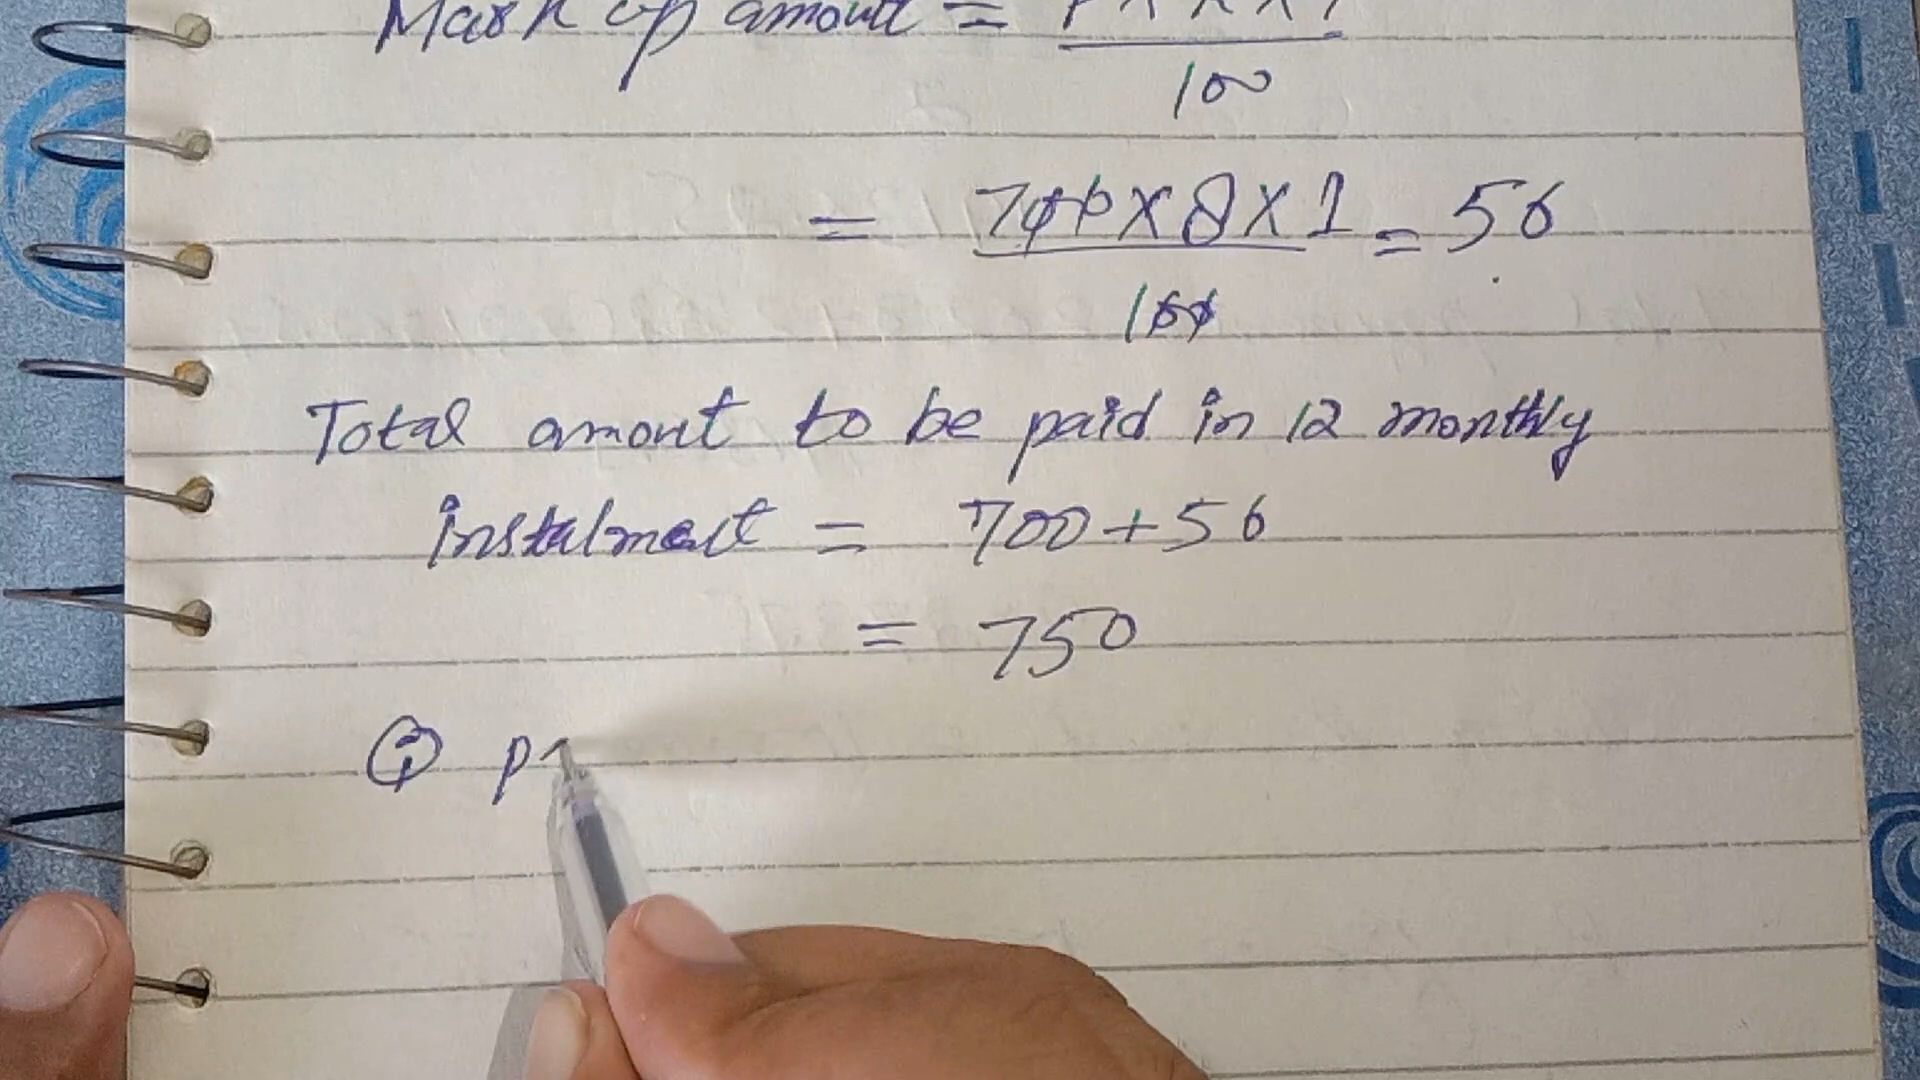 Mark up amount = P x R x T
100
= 700 x 8 x 1 = 56
100
Total amout to be paid in 12 monthly
instalment = 700 + 56
= 750
i p